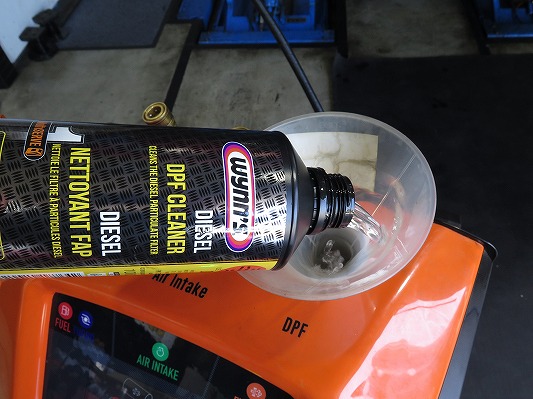 wynn's
DIESEL
DPF CLEANER
CLEANS THE DIESEL PARTICULATE FILTER
DIESEL
NETTOYANT FAP
NETTOIE LE FILTRE À PARTICULES DIESEL
1
Air Intake
DPF
FUEL
AIR INTAKE